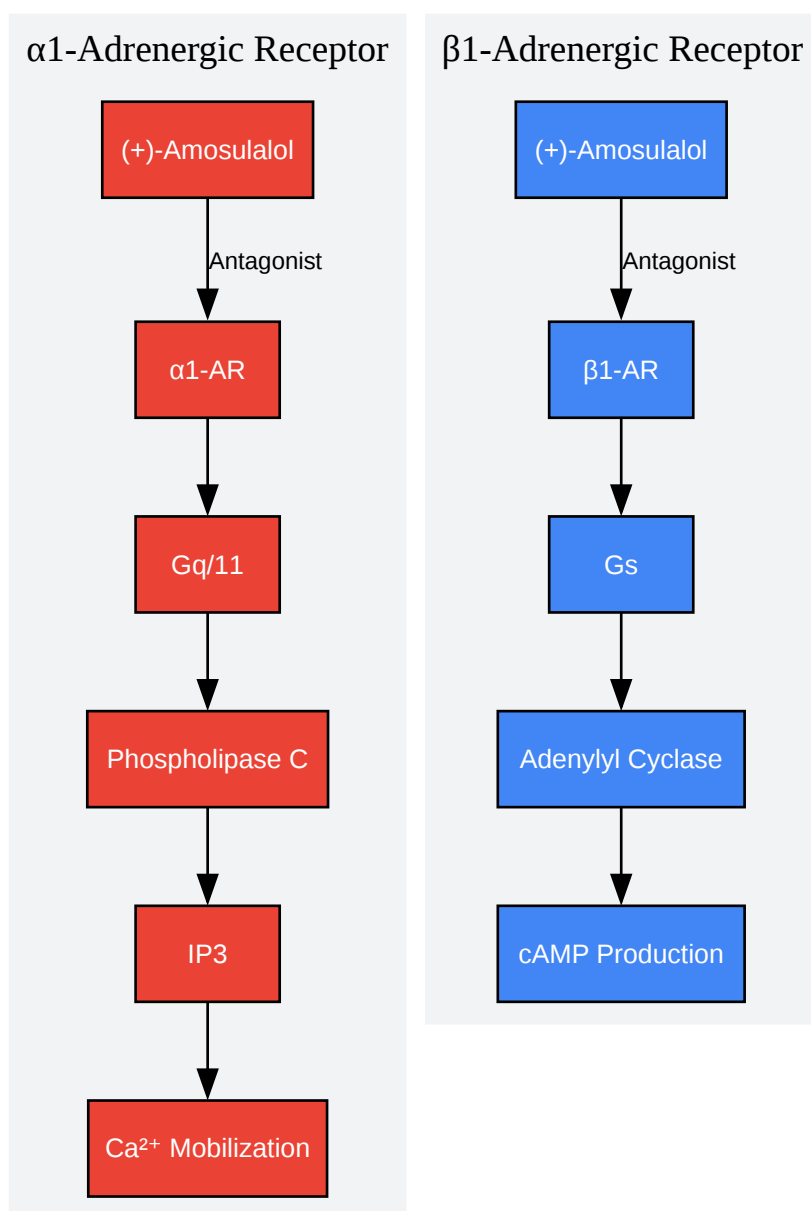 α1-Adrenergic Receptor
(+)-Amosulalol
Antagonist
α1-AR
Gq/11
Phospholipase C
IP3
Ca²⁺ Mobilization
β1-Adrenergic Receptor
(+)-Amosulalol
Antagonist
β1-AR
Gs
Adenylyl Cyclase
cAMP Production